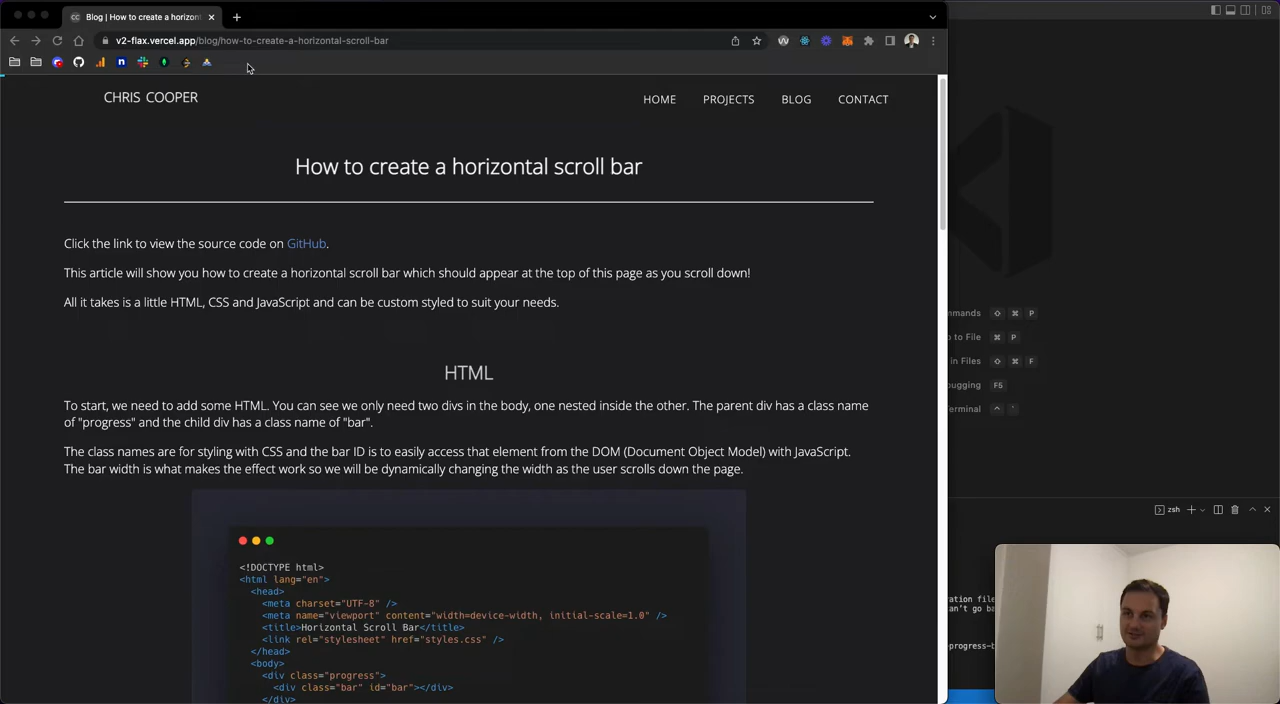 CC Blog | How to create a horizont
v2-flax.vercel.app/blog/how-to-create-a-horizontal-scroll-bar
CHRIS COOPER
HOME PROJECTS BLOG CONTACT
How to create a horizontal scroll bar
Click the link to view the source code on GitHub.
This article will show you how to create a horizontal scroll bar which should appear at the top of this page as you scroll down!
All it takes is a little HTML, CSS and JavaScript and can be custom styled to suit your needs.
HTML
To start, we need to add some HTML. You can see we only need two divs in the body, one nested inside the other. The parent div has a class name
of "progress" and the child div has a class name of "bar".
The class names are for styling with CSS and the bar ID is to easily access that element from the DOM (Document Object Model) with JavaScript.
The bar width is what makes the effect work so we will be dynamically changing the width as the user scrolls down the page.
<!DOCTYPE html>
<html lang="en">
<head>
<meta charset="UTF-8" />
<meta name="viewport" content="width=device-width, initial-scale=1.0" />
<title>Horizontal Scroll Bar</title>
<link rel="stylesheet" href="styles.css" />
</head>
<body>
<div class="progress">
<div class="bar" id="bar"></div>
</div>
mmands ⇧ ⌘ P
o to File ⌘ P
in Files ⇧ ⌘ F
bugging F5
Terminal ^ `
zsh
ration file
an't go ba
progress-b